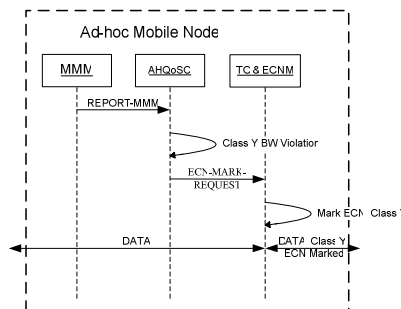 Ad-hoc Mobile Node
MMM
AHQoSC
TC & ECNM
REPORT-MMM
Class Y BW Violation
ECN-MARK-
REQUEST
Mark ECN Class Y
DATA
DATA Class Y
ECN Marked